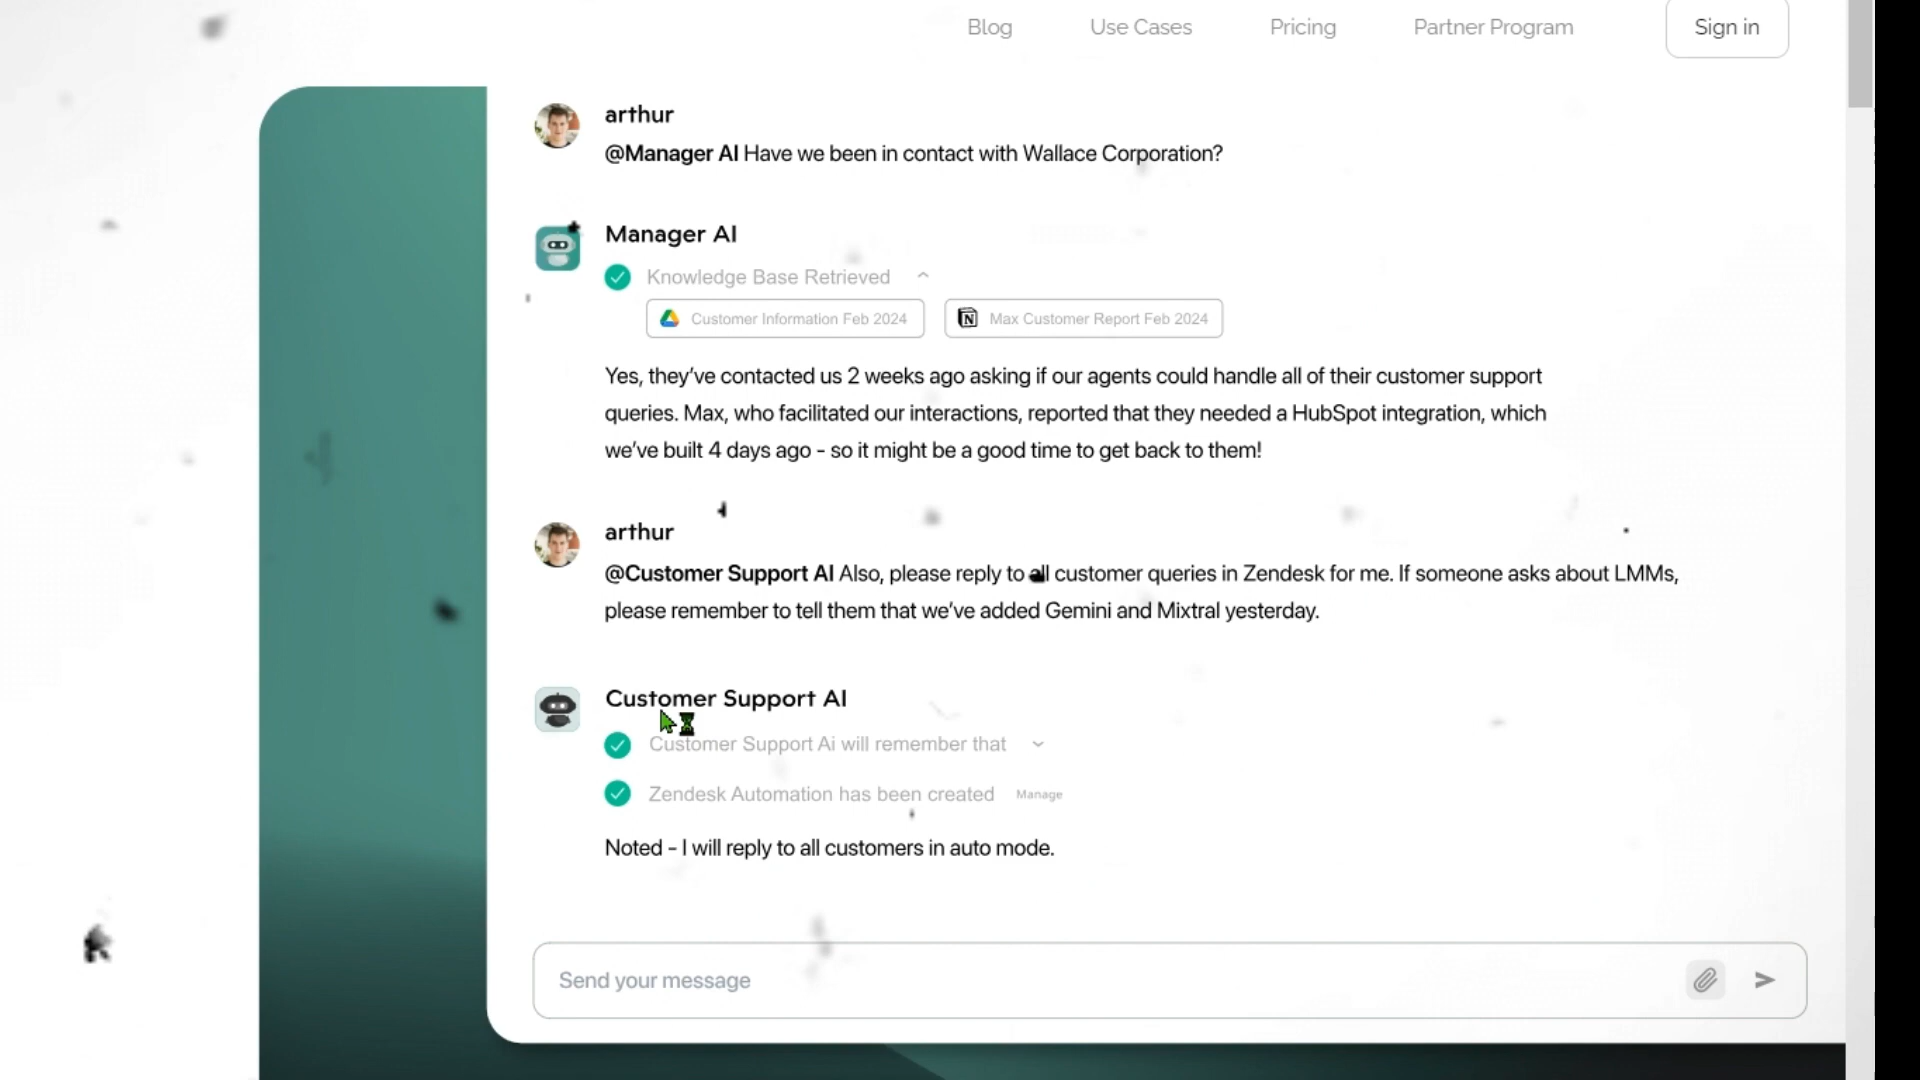 Blog Use Cases Pricing Partner Program Sign in
arthur
@Manager AI Have we been in contact with Wallace Corporation?
Manager AI
Knowledge Base Retrieved
Customer Information Feb 2024 Max Customer Report Feb 2024
Yes, they’ve contacted us 2 weeks ago asking if our agents could handle all of their customer support
queries. Max, who facilitated our interactions, reported that they needed a HubSpot integration, which
we’ve built 4 days ago - so it might be a good time to get back to them!
arthur
@Customer Support AI Also, please reply to all customer queries in Zendesk for me. If someone asks about LMMs,
please remember to tell them that we’ve added Gemini and Mixtral yesterday.
Customer Support AI
Customer Support Ai will remember that
Zendesk Automation has been created Manage
Noted - I will reply to all customers in auto mode.
Send your message